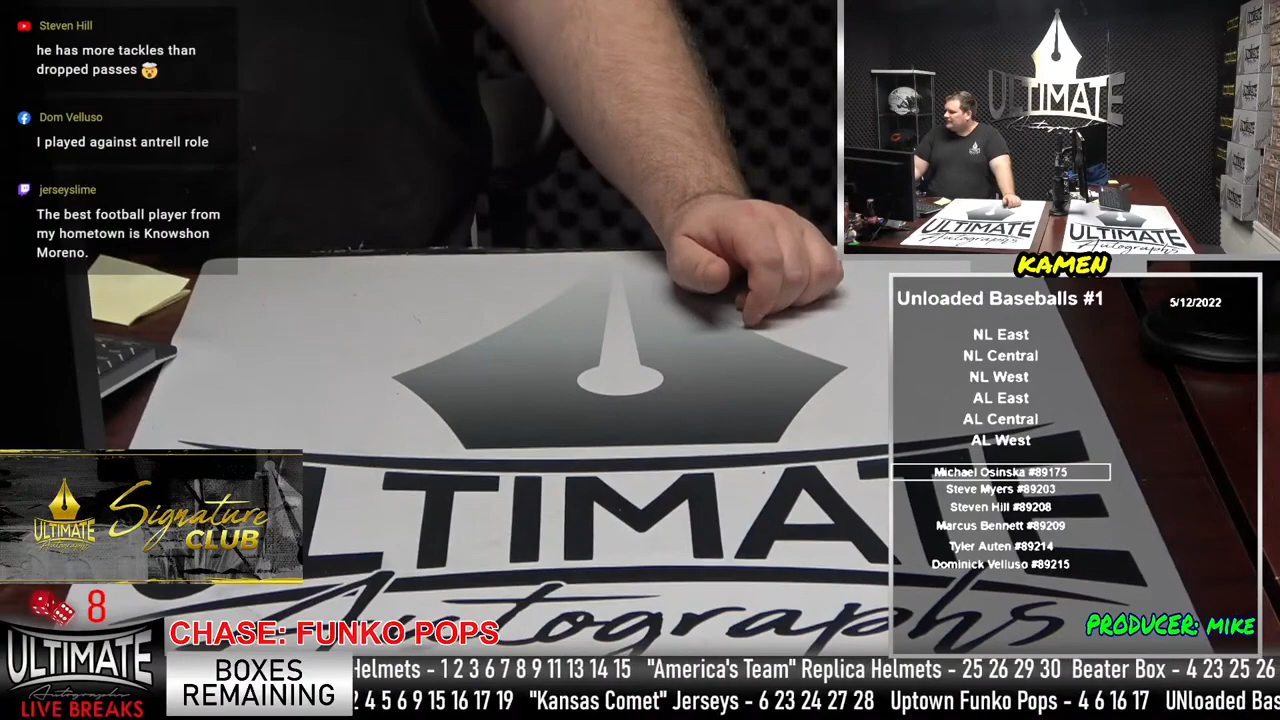 Steven Hill
he has more tackles than
dropped passes 🤯
Dom Velluso
I played against antrell role
jerseyslime
The best football player from
my hometown is Knowshon
Moreno.
ULTIMATE
ULTIMATE
Autographs
ULTIMATE
Autographs
KAMEN
Unloaded Baseballs #1
5/12/2022
NL East
NL Central
NL West
AL East
AL Central
AL West
Michael Osinska #89175
Steve Myers #89203
Steven Hill #89208
Marcus Bennett #89209
Tyler Auten #89214
Dominick Velluso #89215
PRODUCER: MIKE
ULTIMATE
Autographs
ULTIMATE
Autographs
Signature
CLUB
8
CHASE: FUNKO POPS
ULTIMATE
Autographs
LIVE BREAKS
BOXES
REMAINING
Helmets - 1 2 3 6 7 8 9 11 13 14 15 "America's Team" Replica Helmets - 25 26 29 30 Beater Box - 4 23 25 26
2 4 5 6 9 15 16 17 19 "Kansas Comet" Jerseys - 6 23 24 27 28 Uptown Funko Pops - 4 6 16 17 UNloaded Bas